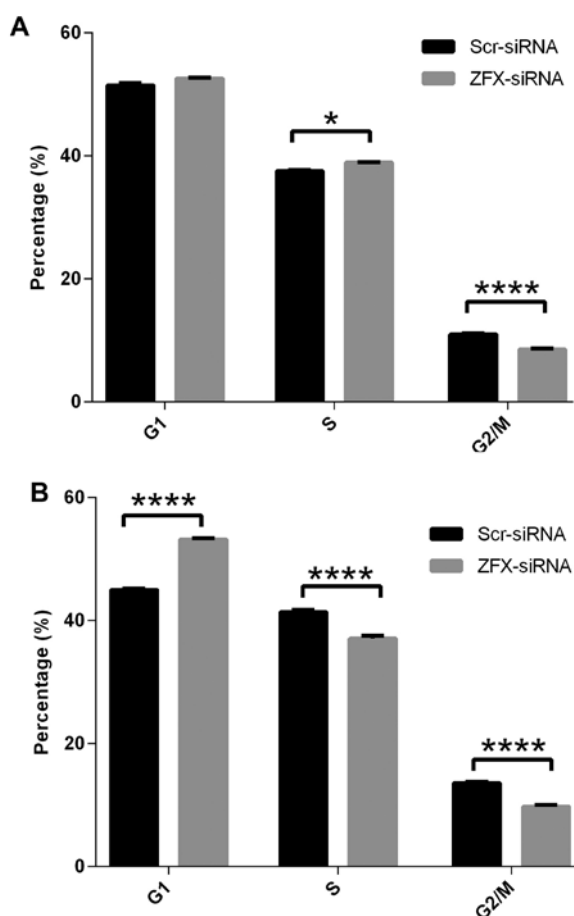 A
60
40
20
0
Percentage (%)
Scr-siRNA
ZFX-siRNA
*
****
G1
S
G2/M
B
60
40
20
0
Percentage (%)
Scr-siRNA
ZFX-siRNA
****
****
****
G1
S
G2/M